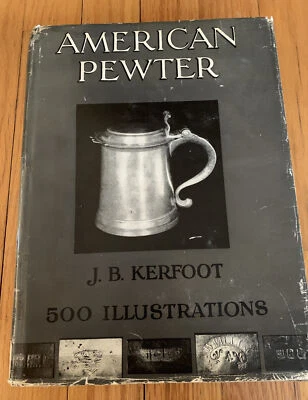 AMERICAN
PEWTER
J. B. KERFOOT
500 ILLUSTRATIONS